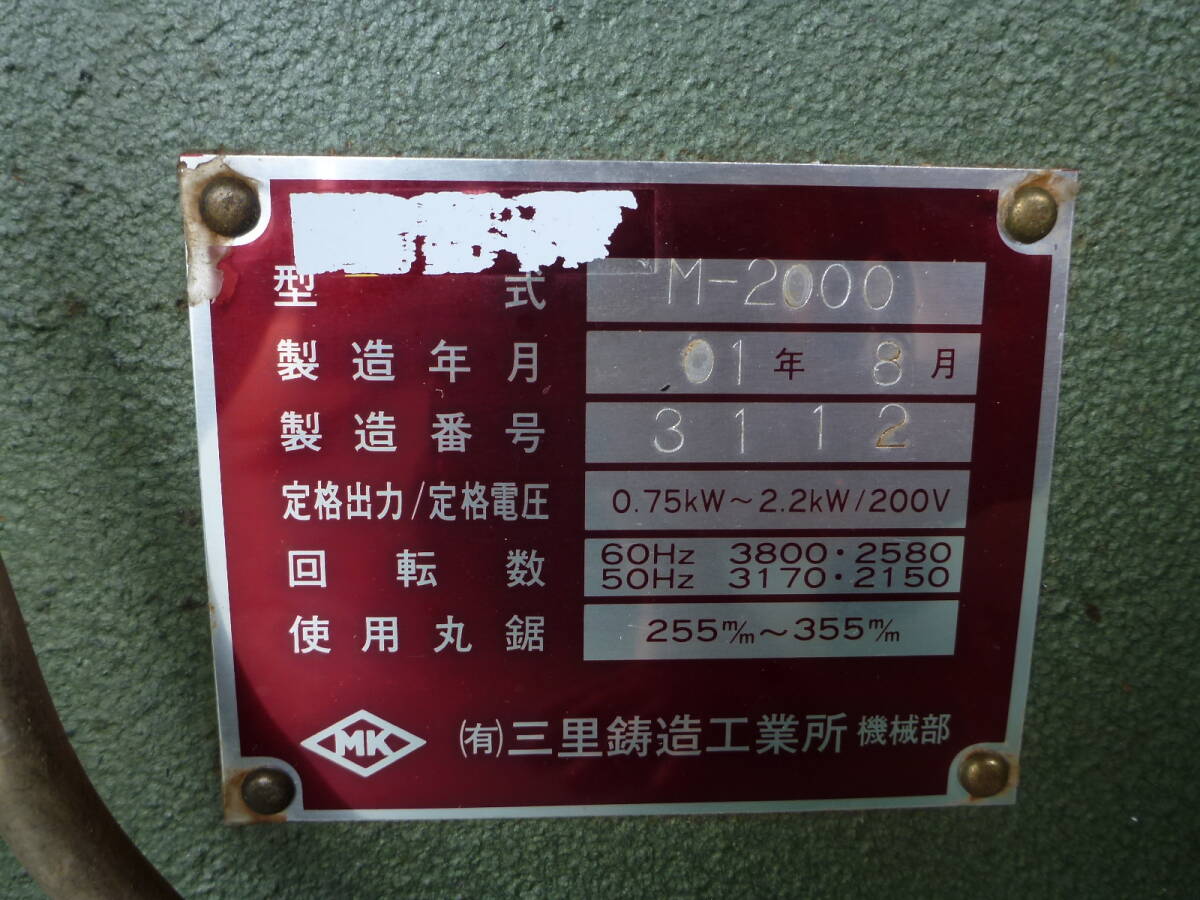 型式 M-2000
製造年月 01年8月
製造番号 3112
定格出力/定格電圧 0.75kW～2.2kW/200V
回転数 60Hz 3800・2580
50Hz 3170・2150
使用丸鋸 255m/m～355m/m
MK (有)三里鋳造工業所 機械部